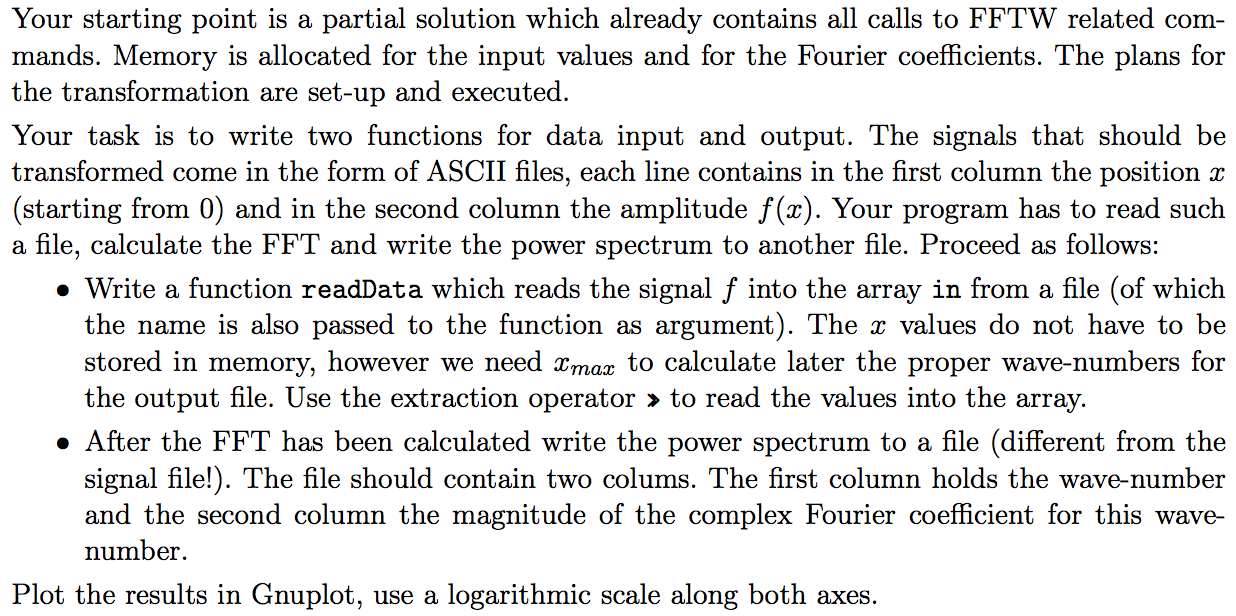 Your starting point is a partial solution which already contains all calls to FFTW related com-
mands. Memory is allocated for the input values and for the Fourier coefficients. The plans for
the transformation are set-up and executed.
Your task is to write two functions for data input and output. The signals that should be
transformed come in the form of ASCII files, each line contains in the first column the position x
(starting from 0) and in the second column the amplitude f(x). Your program has to read such
a file, calculate the FFT and write the power spectrum to another file. Proceed as follows:
• Write a function readData which reads the signal f into the array in from a file (of which
the name is also passed to the function as argument). The x values do not have to be
stored in memory, however we need x_max to calculate later the proper wave-numbers for
the output file. Use the extraction operator » to read the values into the array.
• After the FFT has been calculated write the power spectrum to a file (different from the
signal file!). The file should contain two colums. The first column holds the wave-number
and the second column the magnitude of the complex Fourier coefficient for this wave-
number.
Plot the results in Gnuplot, use a logarithmic scale along both axes.